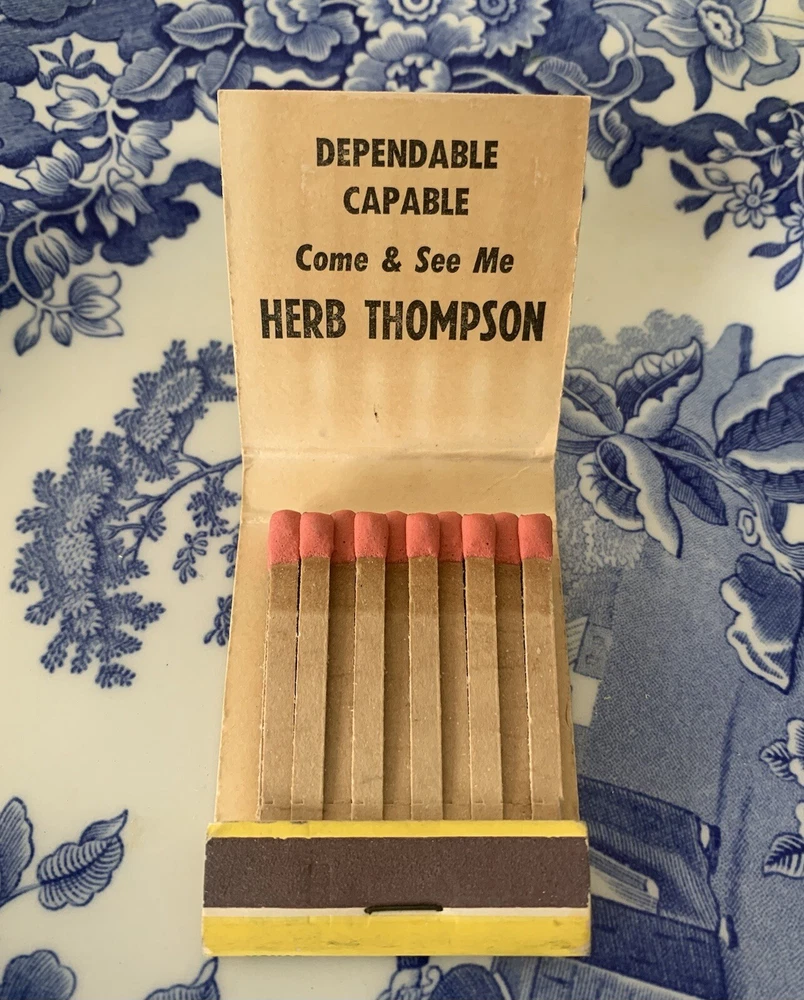 DEPENDABLE
CAPABLE
Come & See Me
HERB THOMPSON